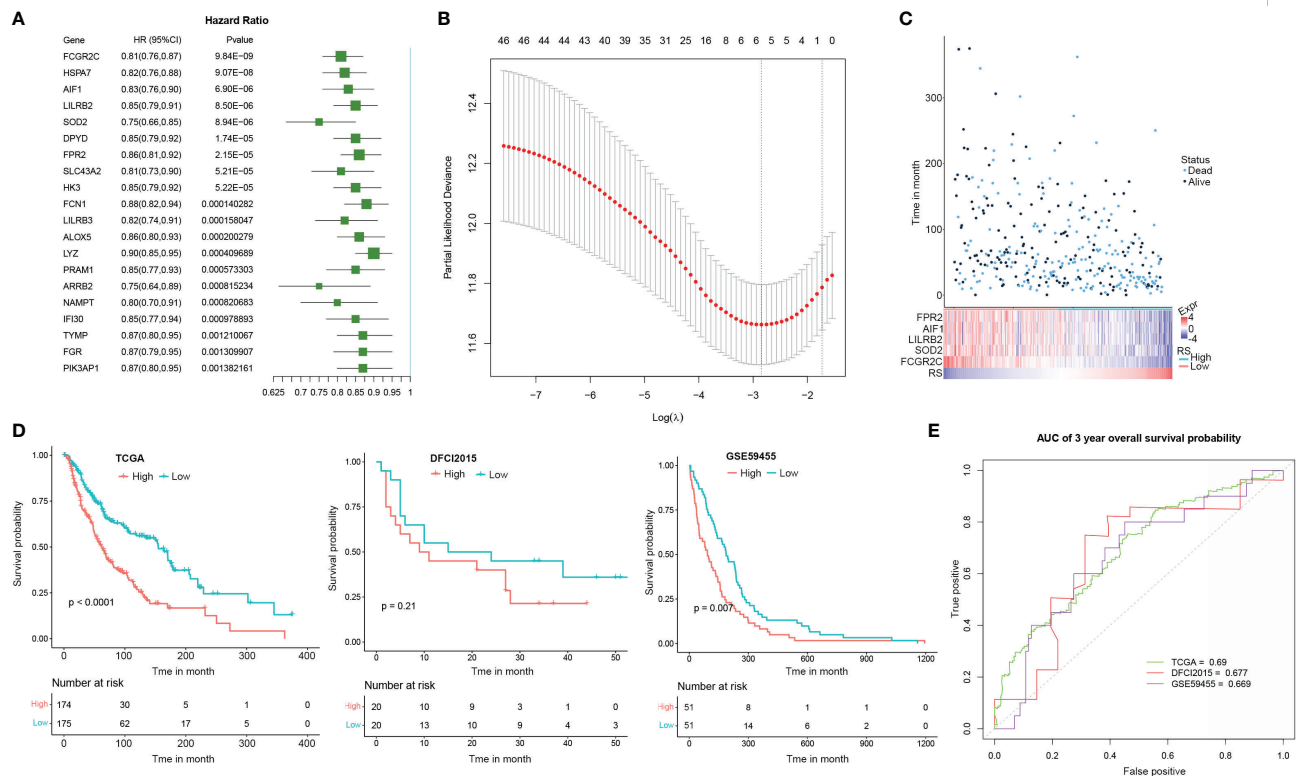 A
Hazard Ratio
Gene HR (95%CI) Pvalue
FCGR2C 0.81(0.76,0.87) 9.84E−09
HSPA7 0.82(0.76,0.88) 9.07E−08
AIF1 0.83(0.76,0.90) 6.90E−06
LILRB2 0.85(0.79,0.91) 8.50E−06
SOD2 0.75(0.66,0.85) 8.94E−06
DPYD 0.85(0.79,0.92) 1.74E−05
FPR2 0.86(0.81,0.92) 2.15E−05
SLC43A2 0.81(0.73,0.90) 5.21E−05
HK3 0.85(0.79,0.92) 5.22E−05
FCN1 0.88(0.82,0.94) 0.000140282
LILRB3 0.82(0.74,0.91) 0.000158047
ALOX5 0.86(0.80,0.93) 0.000200279
LYZ 0.90(0.85,0.95) 0.000409689
PRAM1 0.85(0.77,0.93) 0.000573303
ARRB2 0.75(0.64,0.89) 0.000815234
NAMPT 0.80(0.70,0.91) 0.000820683
IFI30 0.85(0.77,0.94) 0.000978893
TYMP 0.87(0.80,0.95) 0.001210067
FGR 0.87(0.79,0.95) 0.001309907
PIK3AP1 0.87(0.80,0.95) 0.001382161
0.625 0.7 0.75 0.8 0.85 0.9 0.95 1
B
46 46 44 44 43 40 39 35 31 25 16 8 6 6 5 5 4 1 0
Partial Likelihood Deviance
12.4
12.2
12.0
11.8
11.6
−7 −6 −5 −4 −3 −2
Log(λ)
C
Time in month
300
200
100
0
Status
Dead
Alive
FPR2
AIF1
LILRB2
SOD2
FCGR2C
RS
Expr
4
0
-4
RS
High
Low
D
TCGA
High Low
Survival probability
1.00
0.75
0.50
0.25
0.00
p < 0.0001
0 100 200 300 400
Tme in month
Number at risk
High 174 30 5 1 0
Low 175 62 17 5 0
0 100 200 300 400
Tme in month
DFCI2015
High Low
Survival probability
1.00
0.75
0.50
0.25
0.00
p = 0.21
0 10 20 30 40 50
Tme in month
Number at risk
High 20 10 9 3 1 0
Low 20 13 10 9 4 3
0 10 20 30 40 50
Tme in month
GSE59455
High Low
Survival probability
1.00
0.75
0.50
0.25
0.00
p = 0.007
0 300 600 900 1200
Tme in month
Number at risk
High 51 8 1 1 0
Low 51 14 6 2 0
0 300 600 900 1200
Tme in month
E
AUC of 3 year overall survival probability
True positive
1.0
0.8
0.6
0.4
0.2
0.0
TCGA = 0.69
DFCI2015 = 0.677
GSE59455 = 0.669
0.0 0.2 0.4 0.6 0.8 1.0
False positive